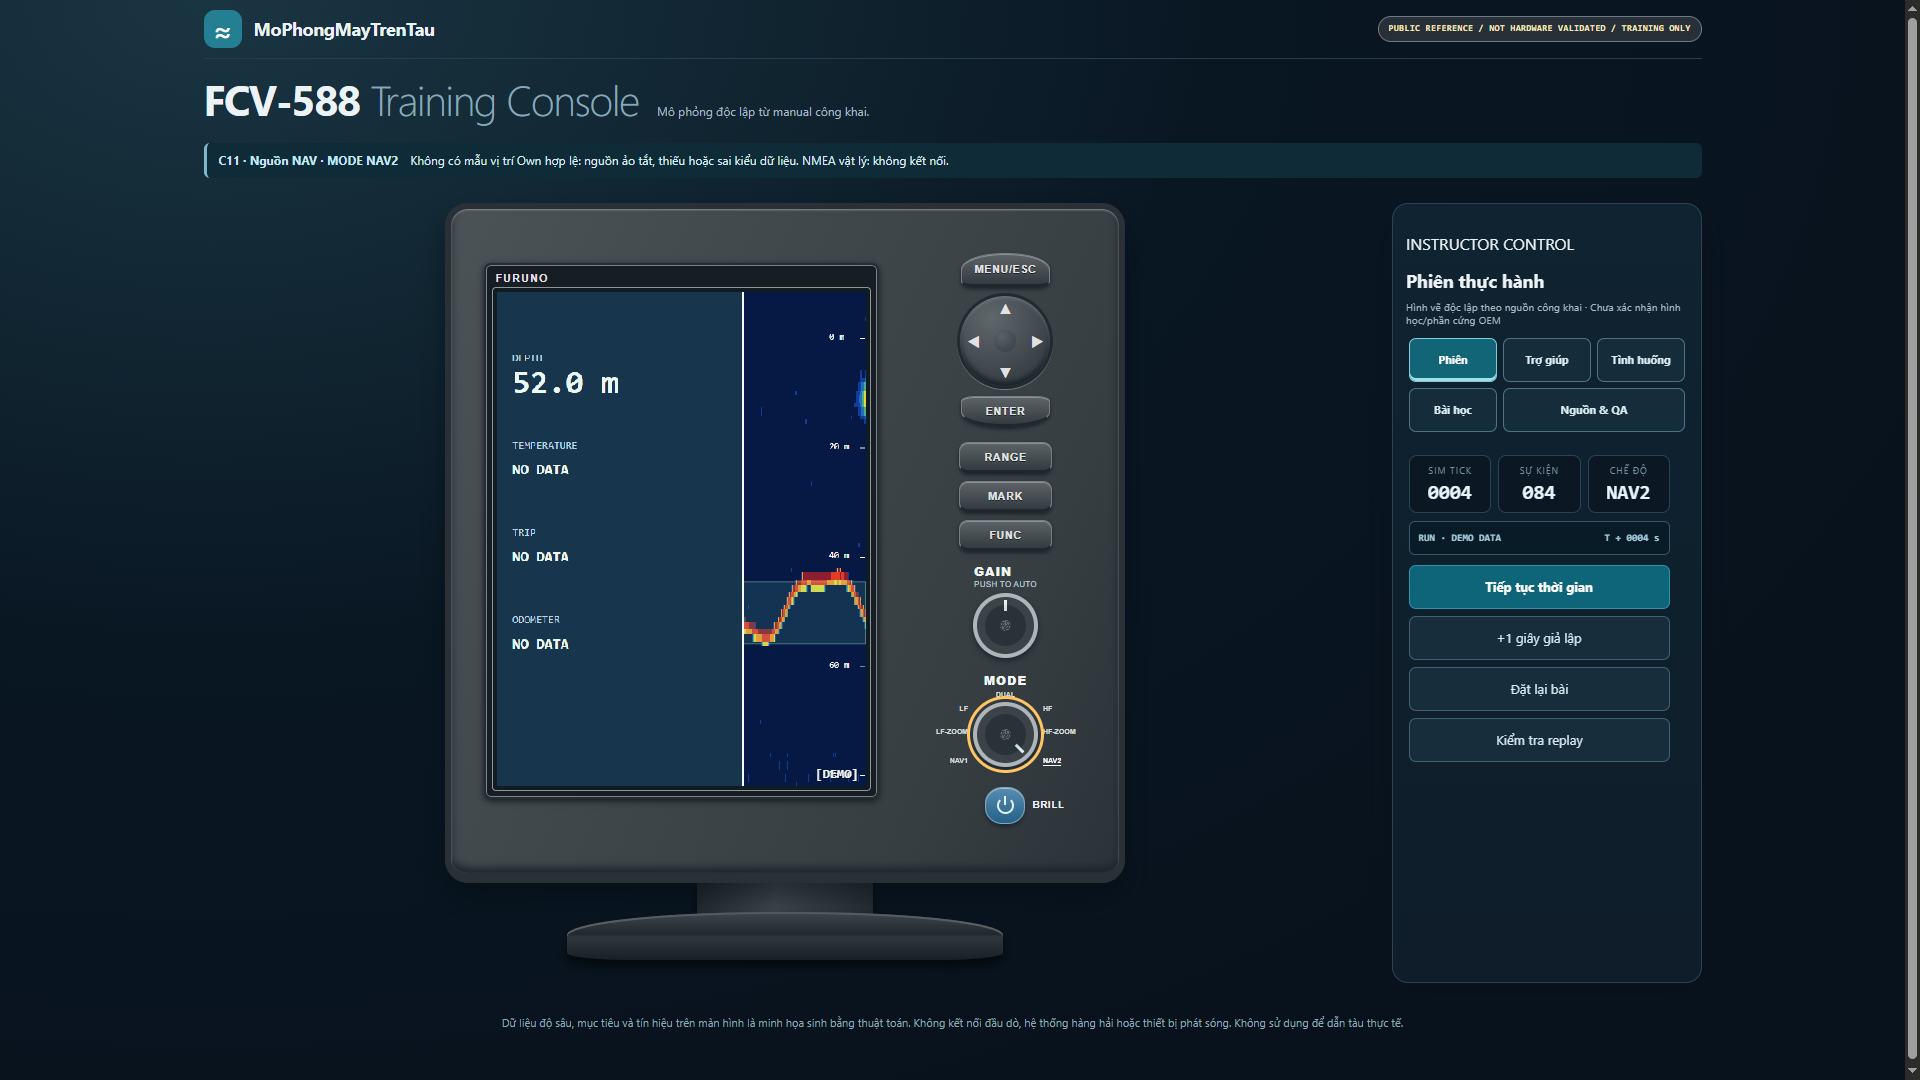 ≈ MoPhongMayTrenTau
PUBLIC REFERENCE / NOT HARDWARE VALIDATED / TRAINING ONLY
FCV-588 Training Console Mô phỏng độc lập từ manual công khai.
C11 · Nguồn NAV · MODE NAV2 Không có mẫu vị trí Own hợp lệ: nguồn ảo tắt, thiếu hoặc sai kiểu dữ liệu. NMEA vật lý: không kết nối.
FURUNO
DEPTH
52.0 m
TEMPERATURE
NO DATA
TRIP
NO DATA
ODOMETER
NO DATA
0 m
20 m
40 m
60 m
[DEMO]
MENU/ESC
ENTER
RANGE
MARK
FUNC
GAIN
PUSH TO AUTO
MODE
DUAL
LF
HF
LF-ZOOM
HF-ZOOM
NAV1
NAV2
BRILL
INSTRUCTOR CONTROL
Phiên thực hành
Hình vẽ độc lập theo nguồn công khai · Chưa xác nhận hình
học/phần cứng OEM
Phiên
Trợ giúp
Tình huống
Bài học
Nguồn & QA
SIM TICK
0004
SỰ KIỆN
084
CHẾ ĐỘ
NAV2
RUN · DEMO DATA
T + 0004 s
Tiếp tục thời gian
+1 giây giả lập
Đặt lại bài
Kiểm tra replay
Dữ liệu độ sâu, mục tiêu và tín hiệu trên màn hình là minh họa sinh bằng thuật toán. Không kết nối đầu dò, hệ thống hàng hải hoặc thiết bị phát sóng. Không sử dụng để dẫn tàu thực tế.